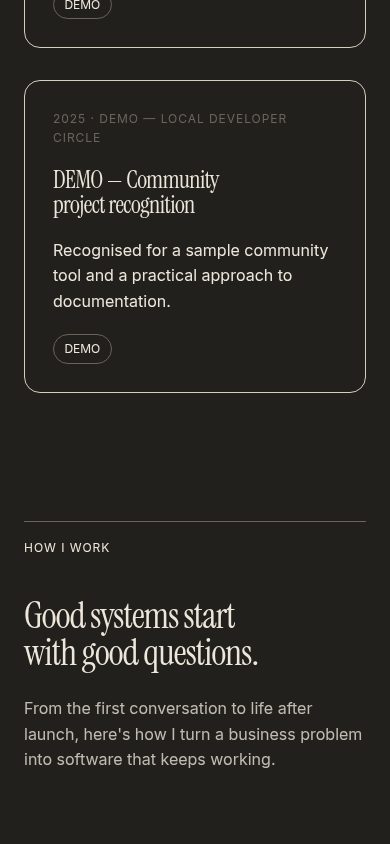 DEMO
2025 · DEMO — LOCAL DEVELOPER
CIRCLE
DEMO — Community
project recognition
Recognised for a sample community
tool and a practical approach to
documentation.
DEMO
HOW I WORK
Good systems start
with good questions.
From the first conversation to life after
launch, here's how I turn a business problem
into software that keeps working.